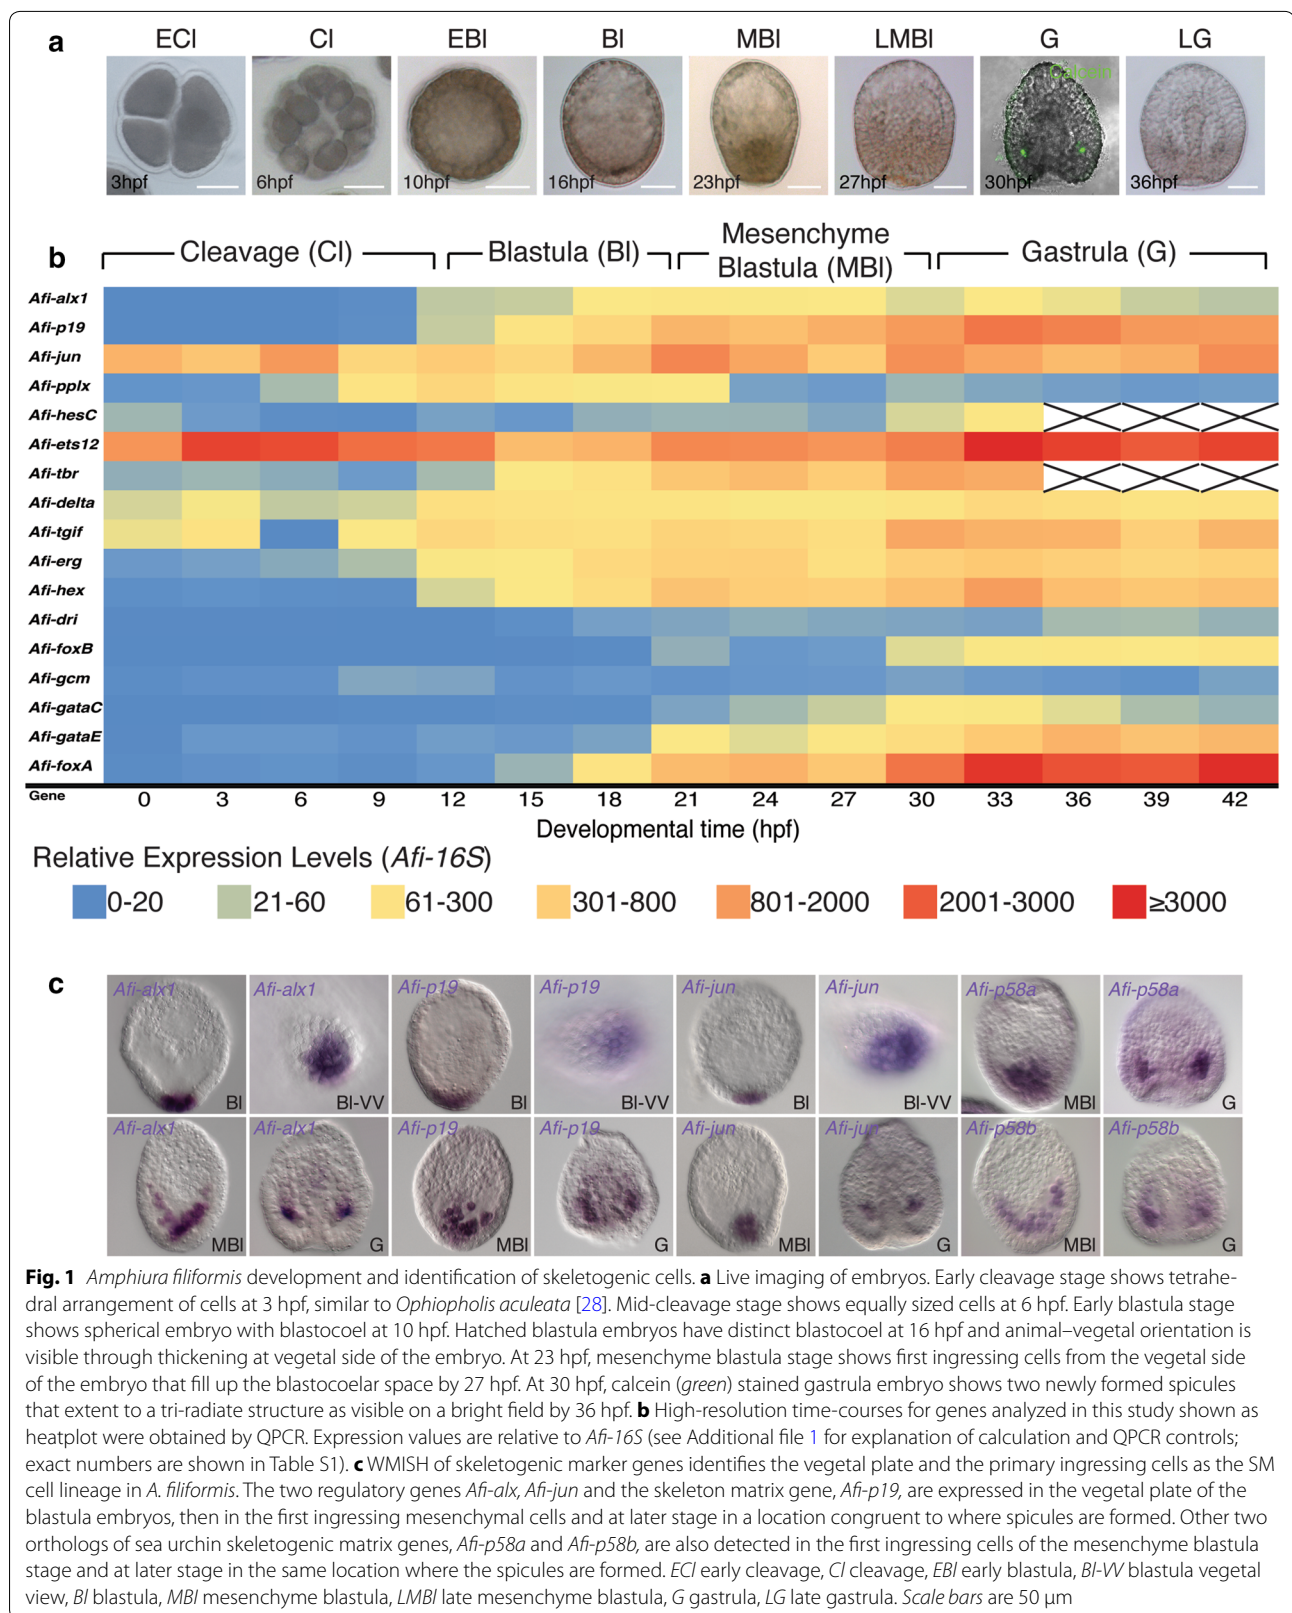 a
ECl Cl EBl Bl MBl LMBl G LG
Calcein
3hpf 6hpf 10hpf 16hpf 23hpf 27hpf 30hpf 36hpf
b
Cleavage (Cl) Blastula (Bl) Mesenchyme Gastrula (G)
Blastula (MBl)
Afi-alx1
Afi-p19
Afi-jun
Afi-pplx
Afi-hesC
Afi-ets12
Afi-tbr
Afi-delta
Afi-tgif
Afi-erg
Afi-hex
Afi-dri
Afi-foxB
Afi-gcm
Afi-gataC
Afi-gataE
Afi-foxA
Gene 0 3 6 9 12 15 18 21 24 27 30 33 36 39 42
Developmental time (hpf)
Relative Expression Levels (Afi-16S)
0-20 21-60 61-300 301-800 801-2000 2001-3000 ≥3000
c
Afi-alx1 Afi-alx1 Afi-p19 Afi-p19 Afi-jun Afi-jun Afi-p58a Afi-p58a
Bl Bl-VV Bl Bl-VV Bl Bl-VV MBl G
Afi-alx1 Afi-alx1 Afi-p19 Afi-p19 Afi-jun Afi-jun Afi-p58b Afi-p58b
MBl G MBl G MBl G MBl G
Fig. 1 Amphiura filiformis development and identification of skeletogenic cells. a Live imaging of embryos. Early cleavage stage shows tetrahe-
dral arrangement of cells at 3 hpf, similar to Ophiopholis aculeata [28]. Mid-cleavage stage shows equally sized cells at 6 hpf. Early blastula stage
shows spherical embryo with blastocoel at 10 hpf. Hatched blastula embryos have distinct blastocoel at 16 hpf and animal–vegetal orientation is
visible through thickening at vegetal side of the embryo. At 23 hpf, mesenchyme blastula stage shows first ingressing cells from the vegetal side
of the embryo that fill up the blastocoelar space by 27 hpf. At 30 hpf, calcein (green) stained gastrula embryo shows two newly formed spicules
that extent to a tri-radiate structure as visible on a bright field by 36 hpf. b High-resolution time-courses for genes analyzed in this study shown as
heatplot were obtained by QPCR. Expression values are relative to Afi-16S (see Additional file 1 for explanation of calculation and QPCR controls;
exact numbers are shown in Table S1). c WMISH of skeletogenic marker genes identifies the vegetal plate and the primary ingressing cells as the SM
cell lineage in A. filiformis. The two regulatory genes Afi-alx, Afi-jun and the skeleton matrix gene, Afi-p19, are expressed in the vegetal plate of the
blastula embryos, then in the first ingressing mesenchymal cells and at later stage in a location congruent to where spicules are formed. Other two
orthologs of sea urchin skeletogenic matrix genes, Afi-p58a and Afi-p58b, are also detected in the first ingressing cells of the mesenchyme blastula
stage and at later stage in the same location where the spicules are formed. ECl early cleavage, Cl cleavage, EBl early blastula, Bl-VV blastula vegetal
view, Bl blastula, MBl mesenchyme blastula, LMBl late mesenchyme blastula, G gastrula, LG late gastrula. Scale bars are 50 μm